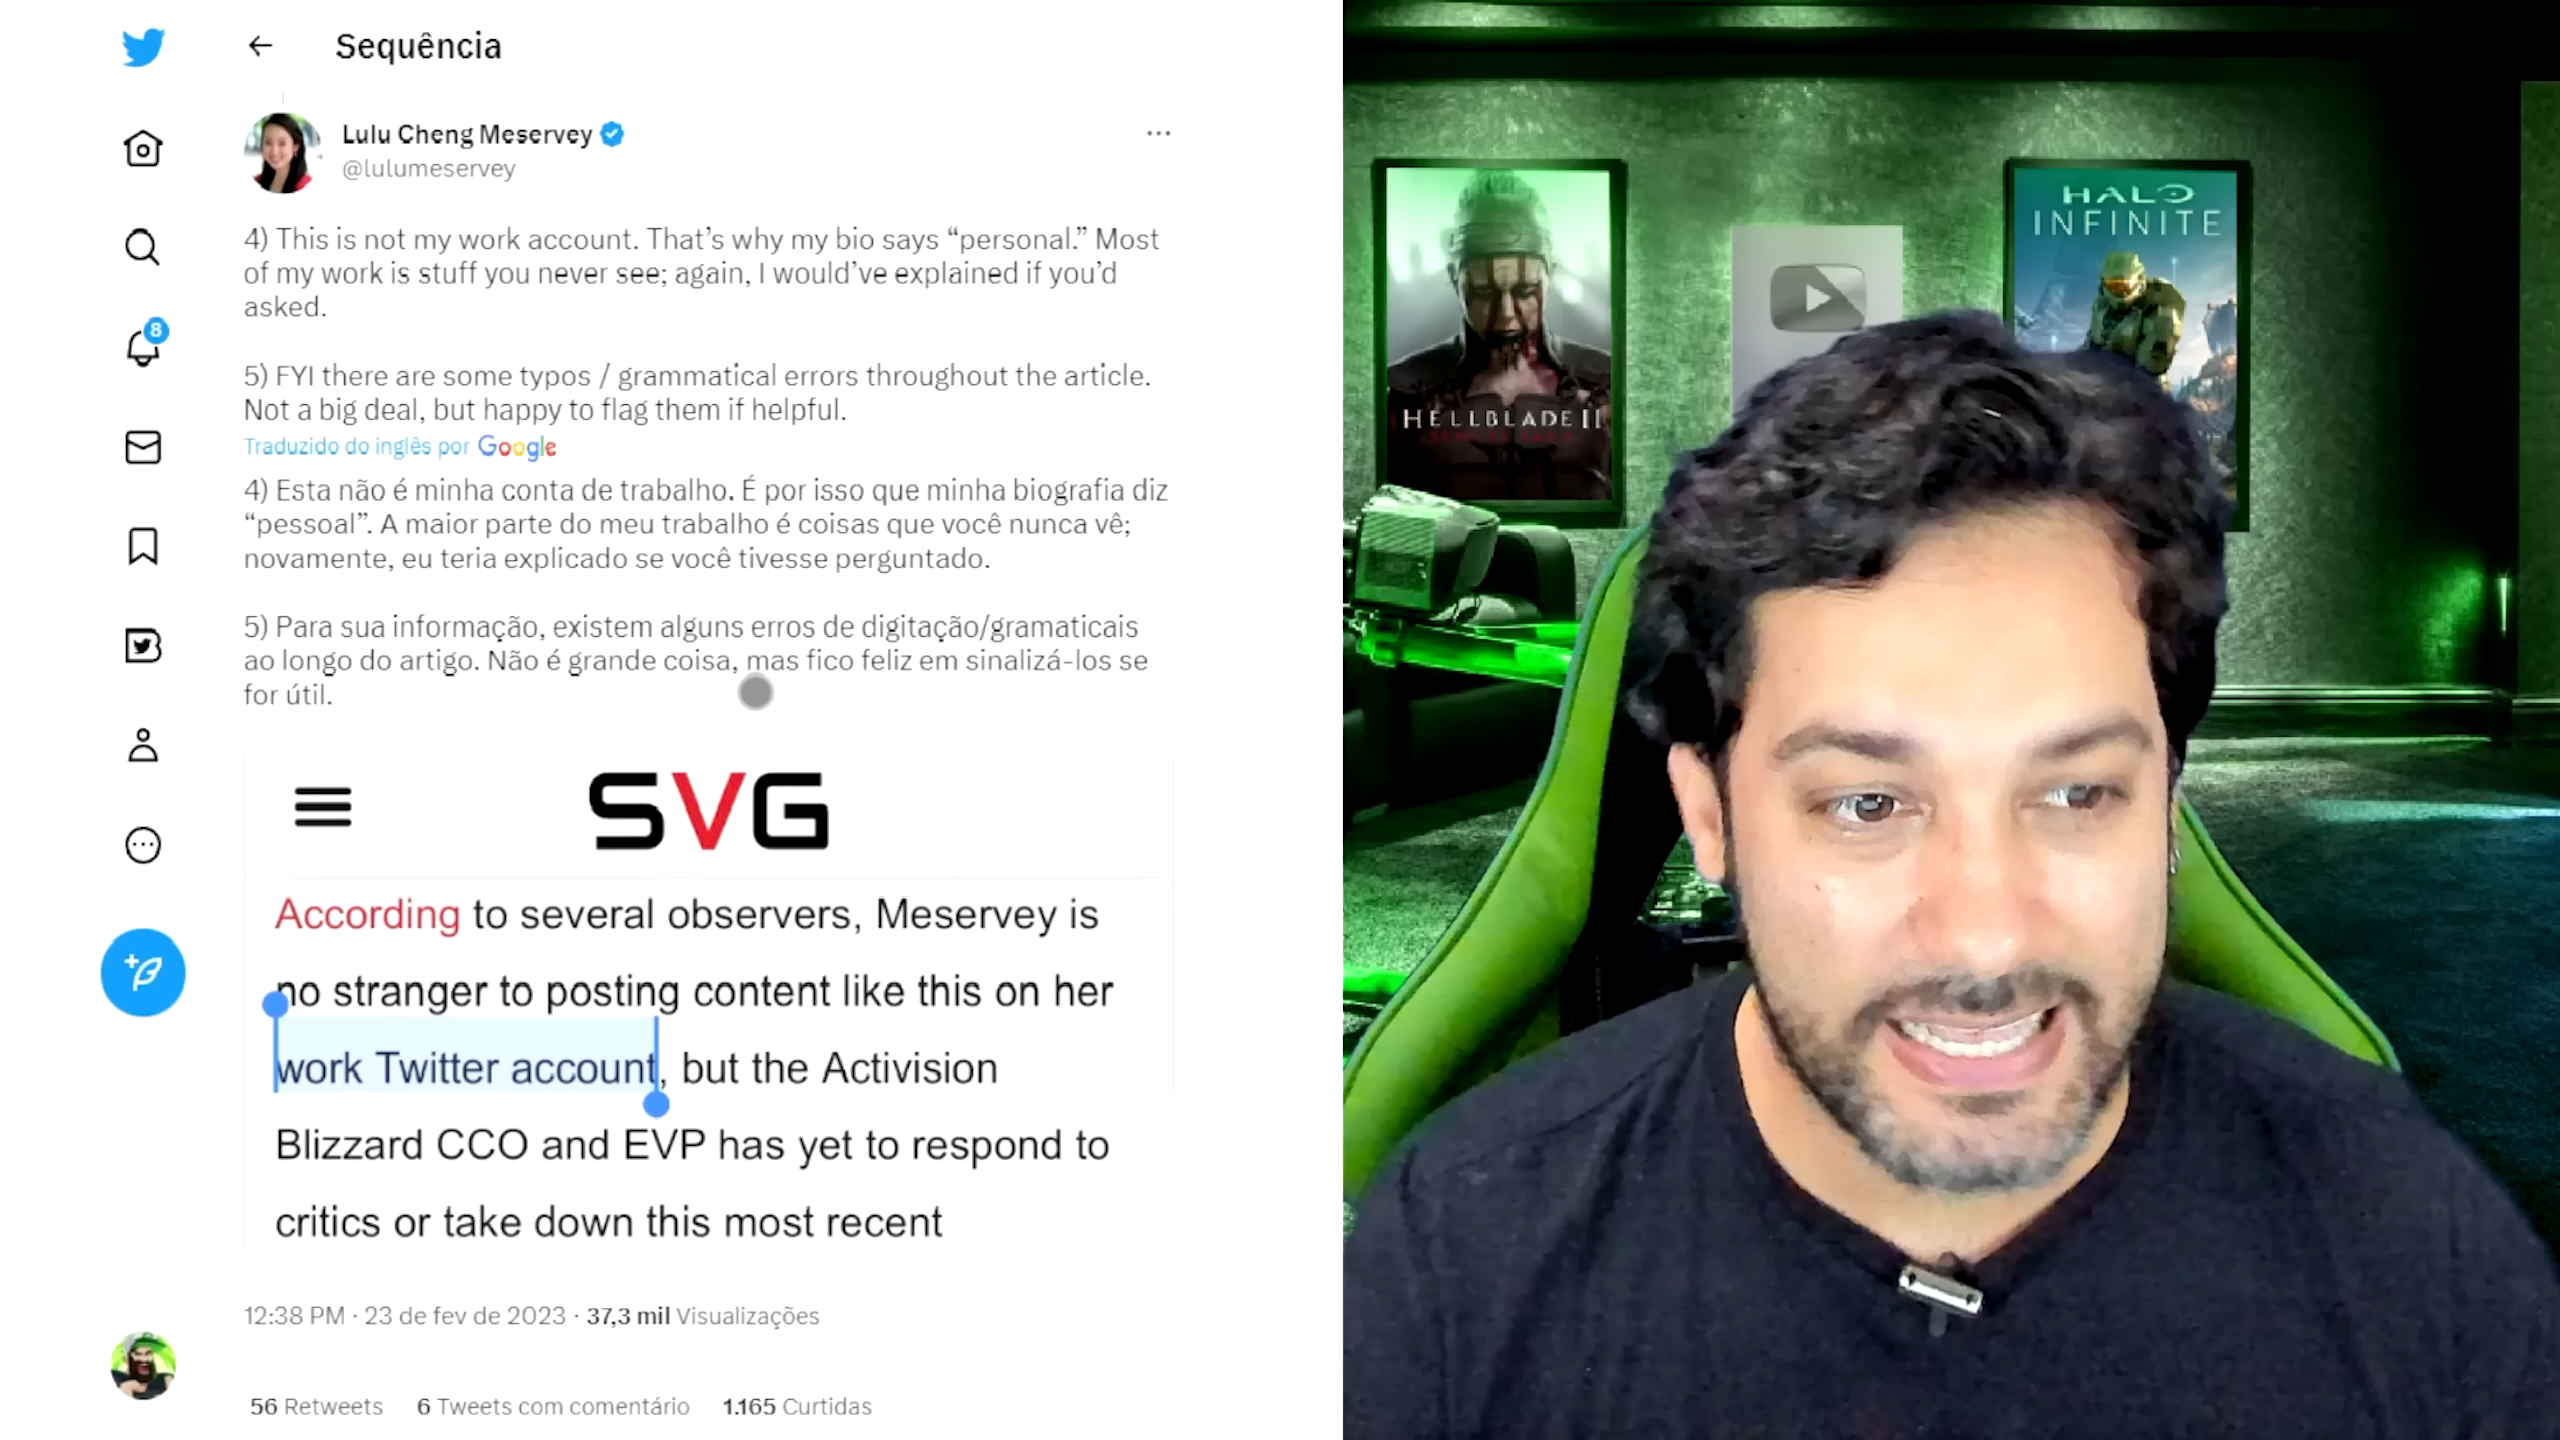 Sequência
Lulu Cheng Meservey
@lulumeservey
4) This is not my work account. That’s why my bio says “personal.” Most
of my work is stuff you never see; again, I would’ve explained if you’d
asked.
5) FYI there are some typos / grammatical errors throughout the article.
Not a big deal, but happy to flag them if helpful.
Traduzido do inglês por Google
4) Esta não é minha conta de trabalho. É por isso que minha biografia diz
“pessoal”. A maior parte do meu trabalho é coisas que você nunca vê;
novamente, eu teria explicado se você tivesse perguntado.
5) Para sua informação, existem alguns erros de digitação/gramaticais
ao longo do artigo. Não é grande coisa, mas fico feliz em sinalizá-los se
for útil.
SVG
According to several observers, Meservey is
no stranger to posting content like this on her
work Twitter account, but the Activision
Blizzard CCO and EVP has yet to respond to
critics or take down this most recent
12:38 PM · 23 de fev de 2023 · 37,3 mil Visualizações
56 Retweets 6 Tweets com comentário 1.165 Curtidas
8
HELLBLADE II
HALO
INFINITE